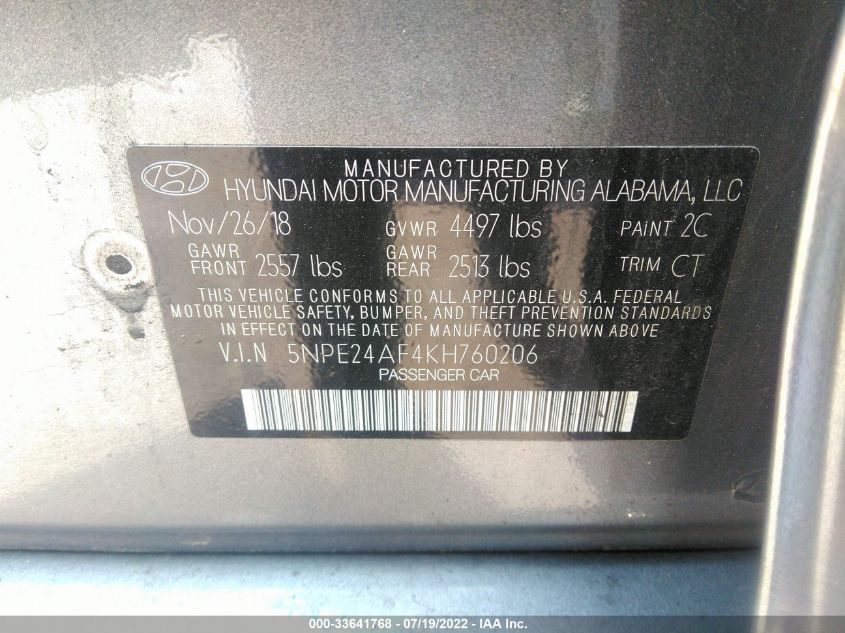 MANUFACTURED BY
HYUNDAI MOTOR MANUFACTURING ALABAMA, LLC
Nov/26/18 GVWR 4497 lbs PAINT 2C
GAWR FRONT 2557 lbs GAWR REAR 2513 lbs TRIM CT
THIS VEHICLE CONFORMS TO ALL APPLICABLE U.S.A. FEDERAL
MOTOR VEHICLE SAFETY, BUMPER, AND THEFT PREVENTION STANDARDS
IN EFFECT ON THE DATE OF MANUFACTURE SHOWN ABOVE
V.I.N 5NPE24AF4KH760206
PASSENGER CAR
000-33641768 - 07/19/2022 - IAA Inc.